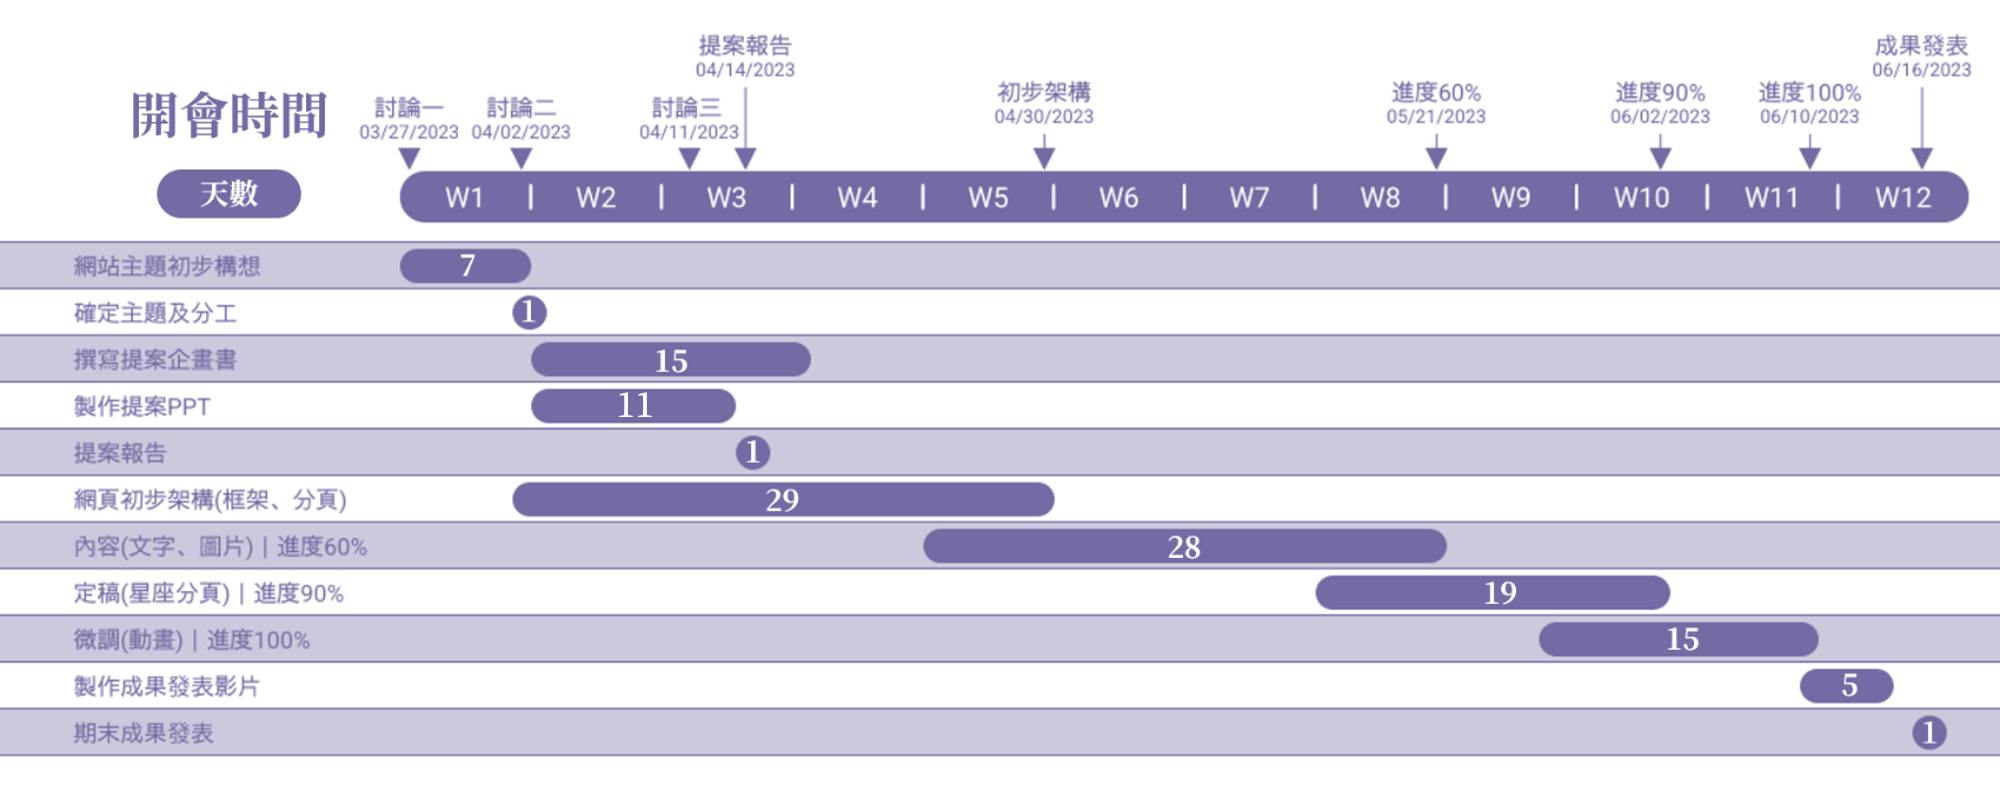 提案報告
04/14/2023
成果發表
06/16/2023
開會時間
討論一
03/27/2023
討論二
04/02/2023
討論三
04/11/2023
初步架構
04/30/2023
進度60%
05/21/2023
進度90%
06/02/2023
進度100%
06/10/2023
天數
W1 | W2 | W3 | W4 | W5 | W6 | W7 | W8 | W9 | W10 | W11 | W12
網站主題初步構想 7
確定主題及分工 1
撰寫提案企畫書 15
製作提案PPT 11
提案報告 1
網頁初步架構(框架、分頁) 29
內容(文字、圖片) | 進度60% 28
定稿(星座分頁) | 進度90% 19
微調(動畫) | 進度100% 15
製作成果發表影片 5
期末成果發表 1